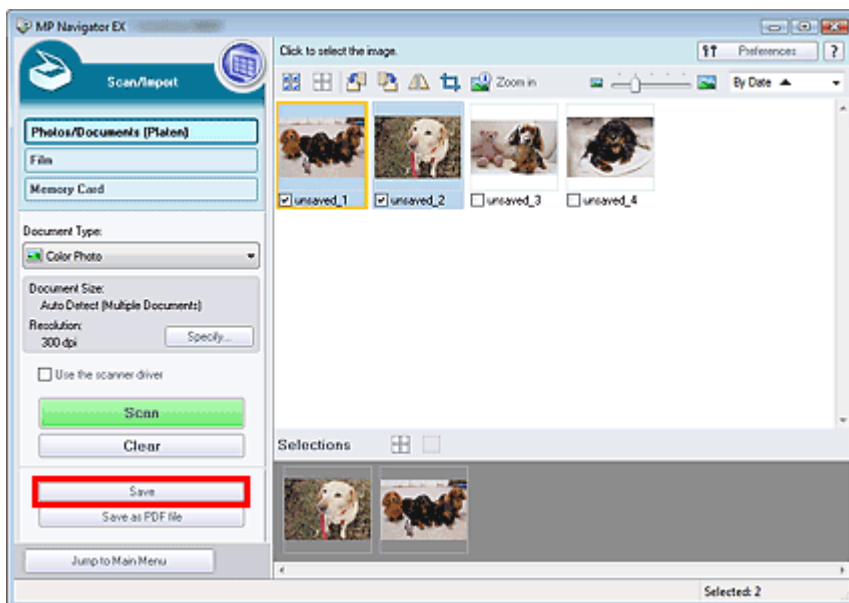 MP Navigator EX
Scan/Import
Photos/Documents (Platen)
Film
Memory Card
Document Type:
Color Photo
Document Size:
Auto Detect (Multiple Documents)
Resolution:
300 dpi
Specify...
Use the scanner driver
Scan
Clear
Save
Save as PDF file
Jump to Main Menu
Click to select the image.
Preferences
?
Zoom in
By Date
unsaved_1
unsaved_2
unsaved_3
unsaved_4
Selections
Selected: 2